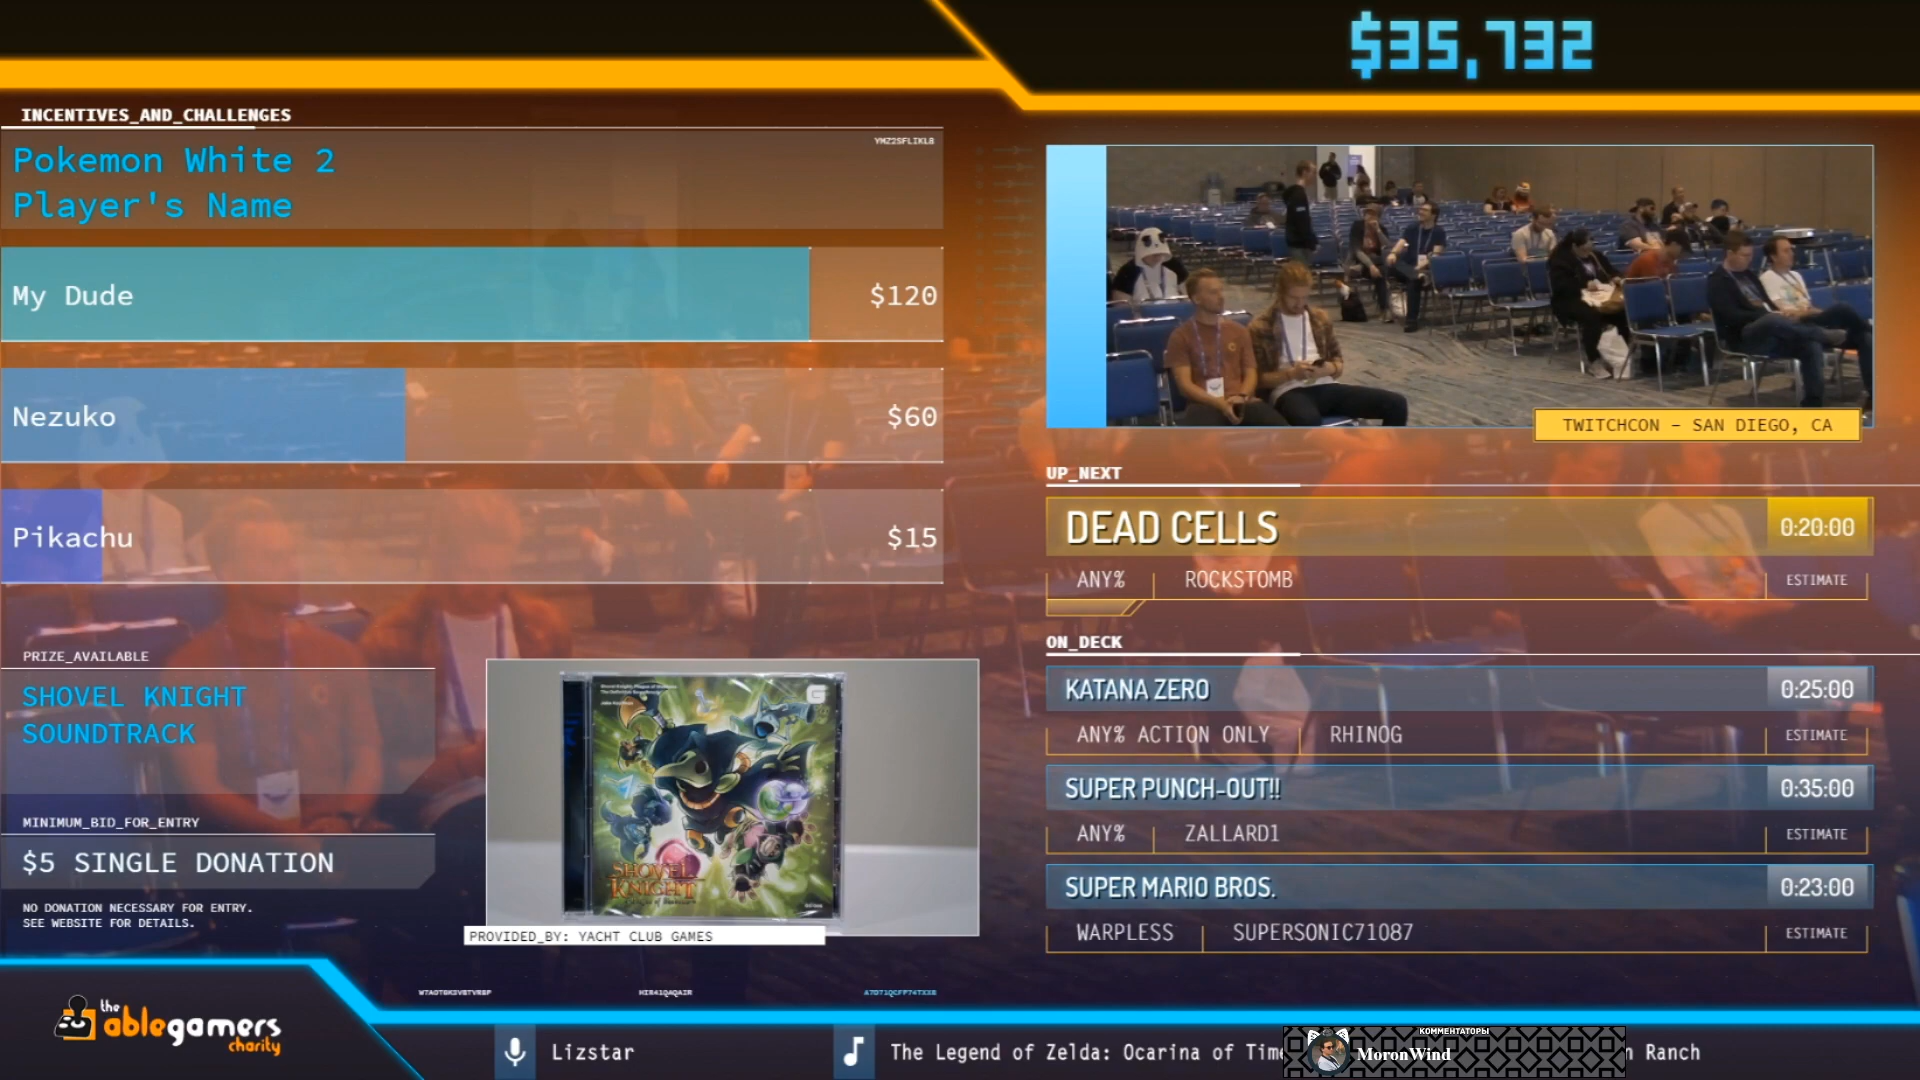 $35,732
INCENTIVES_AND_CHALLENGES
Pokemon White 2
Player's Name
My Dude
$120
Nezuko
$60
Pikachu
$15
PRIZE_AVAILABLE
SHOVEL KNIGHT
SOUNDTRACK
MINIMUM_BID_FOR_ENTRY
$5 SINGLE DONATION
NO DONATION NECESSARY FOR ENTRY.
SEE WEBSITE FOR DETAILS.
SHOVEL
KNIGHT
PROVIDED_BY: YACHT CLUB GAMES
TWITCHCON - SAN DIEGO, CA
UP_NEXT
DEAD CELLS
0:20:00
ANY%
ROCKSTOMB
ESTIMATE
ON_DECK
KATANA ZERO
0:25:00
ANY% ACTION ONLY
RHINOG
ESTIMATE
SUPER PUNCH-OUT!!
0:35:00
ANY%
ZALLARD1
ESTIMATE
SUPER MARIO BROS.
0:23:00
WARPLESS
SUPERSONIC71087
ESTIMATE
the
ablegamers
charity
Lizstar
The Legend of Zelda: Ocarina of Time
КОММЕНТАТОРЫ
MoronWind
Ranch